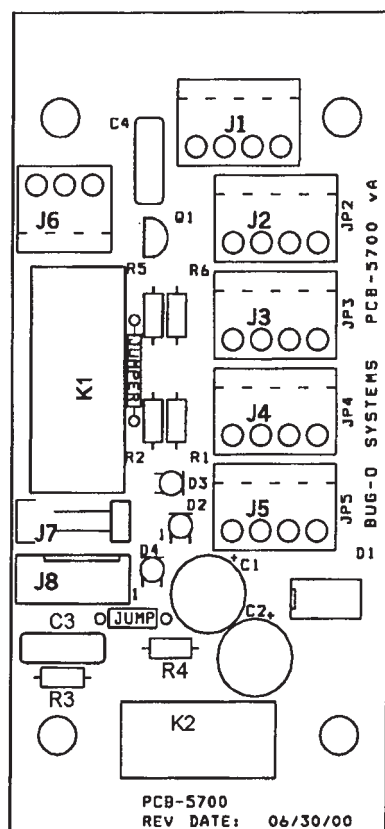 C4
J1
J6
Q1
J2
JP2
R5
R6
J3
JP3
K1
JUMPER
J4
JP4
R2
R1
D3
J5
JP5
D2
1
J7
D4
D1
J8
1
+
C1
C2
+
JUMP
C3
R4
R3
K2
BUG-O SYSTEMS PCB-5700 vA
PCB-5700
REV DATE: 06/30/00